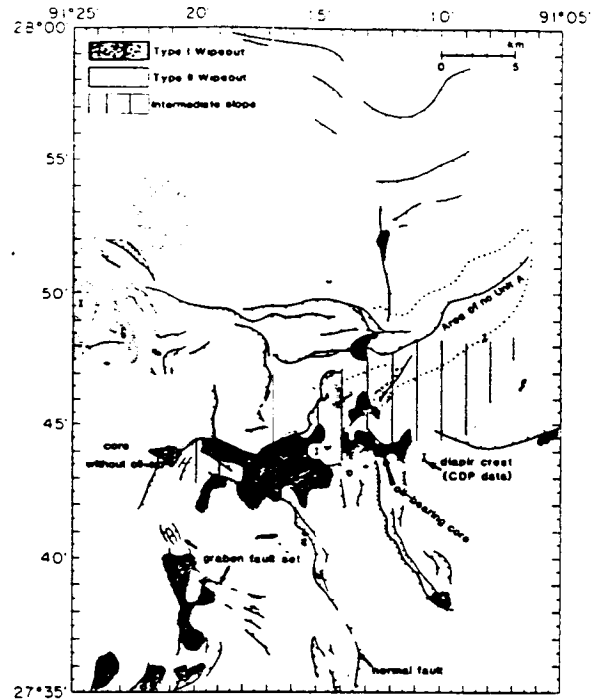 91°25'
20'
15'
10'
91°05'
28°00'
Type I Wipeout
Type II Wipeout
Intermediate slope
km
0 5
55'
50'
Area of no Unit A
45'
core
without oil
diapir crest
(CDP data)
oil-bearing core
40'
graben fault set
normal fault
27°35'